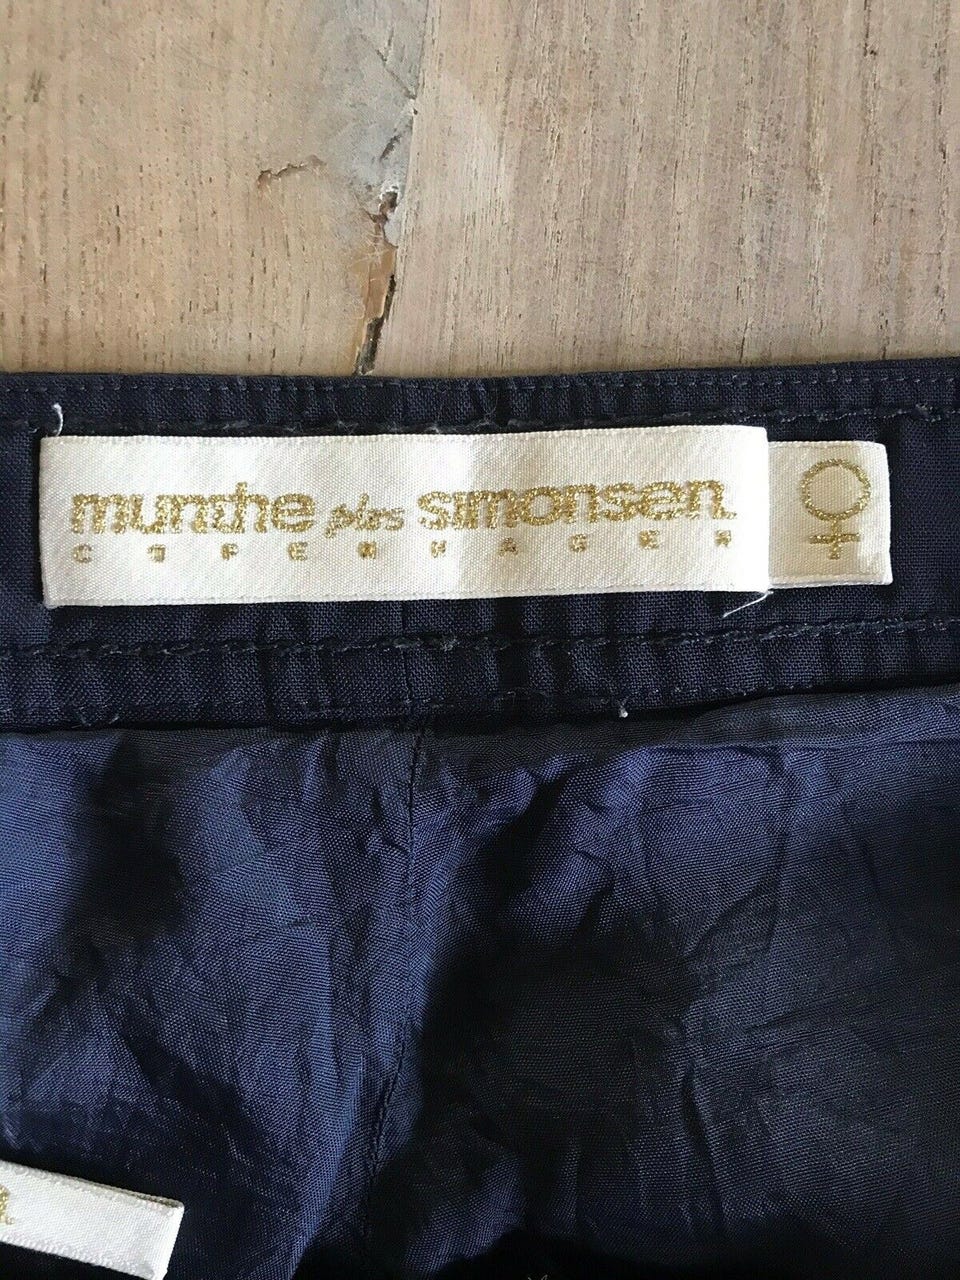 munthe plus simonsen
COPENHAGEN
♀